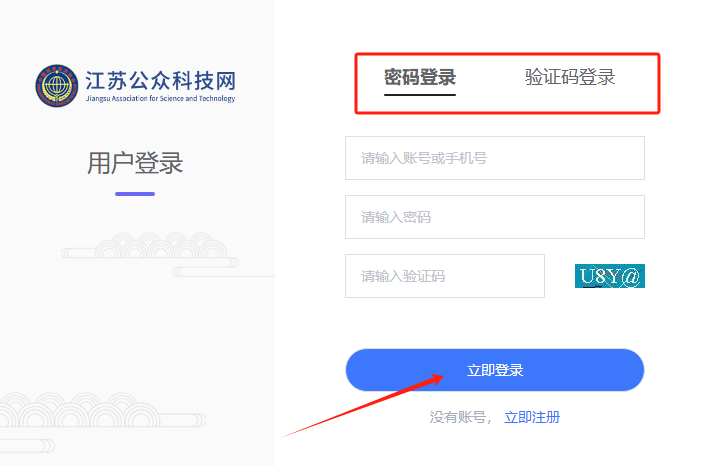 江苏公众科技网
Jiangsu Association for Science and Technology
用户登录
密码登录 验证码登录
请输入账号或手机号
请输入密码
请输入验证码 U8Y@
立即登录
没有账号， 立即注册